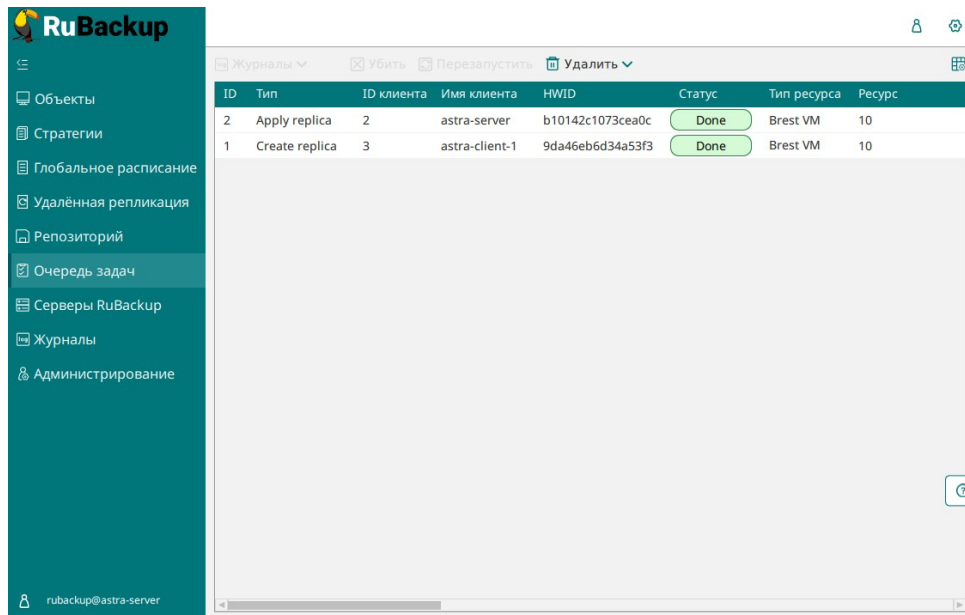 RuBackup
Журналы Убить Перезапустить Удалить
Объекты
Стратегии
Глобальное расписание
Удалённая репликация
Репозиторий
Очередь задач
Серверы RuBackup
Журналы
Администрирование
rubackup@astra-server
ID Тип ID клиента Имя клиента HWID Статус Тип ресурса Ресурс
2 Apply replica 2 astra-server b10142c1073cea0c Done Brest VM 10
1 Create replica 3 astra-client-1 9da46eb6d34a53f3 Done Brest VM 10